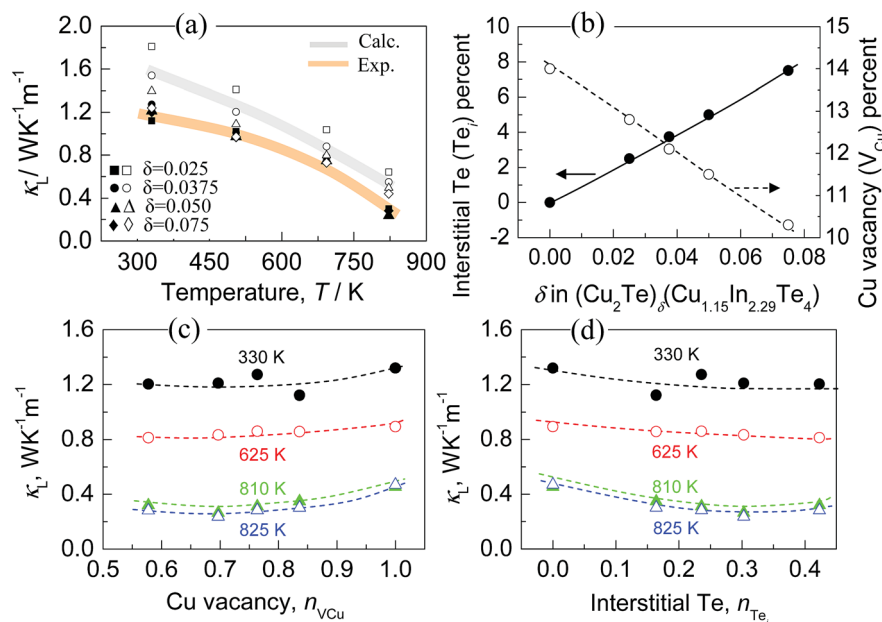 (a)
Calc.
Exp.
δ=0.025
δ=0.0375
δ=0.050
δ=0.075
κL/ WK⁻¹m⁻¹
2.0
1.6
1.2
0.8
0.4
0.0
300 450 600 750 900
Temperature, T / K
(b)
Interstitial Te (Teᵢ) percent
10
8
6
4
2
0
-2
Cu vacancy (VCu) percent
15
14
13
12
11
10
0.00 0.02 0.04 0.06 0.08
δ in (Cu₂Te)δ(Cu₁.₁₅In₂.₂₉Te₄)
(c)
κL, WK⁻¹m⁻¹
1.6
1.2
0.8
0.4
0.0
330 K
625 K
810 K
825 K
0.5 0.6 0.7 0.8 0.9 1.0
Cu vacancy, nVCu
(d)
κL, WK⁻¹m⁻¹
1.6
1.2
0.8
0.4
0.0
330 K
625 K
810 K
825 K
0.0 0.1 0.2 0.3 0.4
Interstitial Te, nTeᵢ